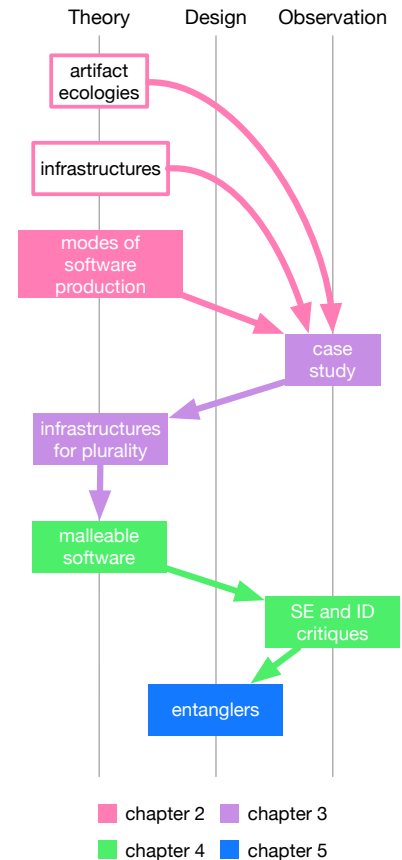 Theory Design Observation
artifact
ecologies
infrastructures
modes of
software
production
case
study
infrastructures
for plurality
malleable
software
SE and ID
critiques
entanglers
chapter 2 chapter 3
chapter 4 chapter 5